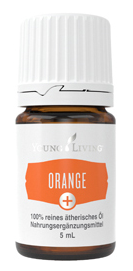 YOUNG LIVING
ORANGE
+
100% reines ätherisches Öl
Nahrungsergänzungsmittel
5 mL